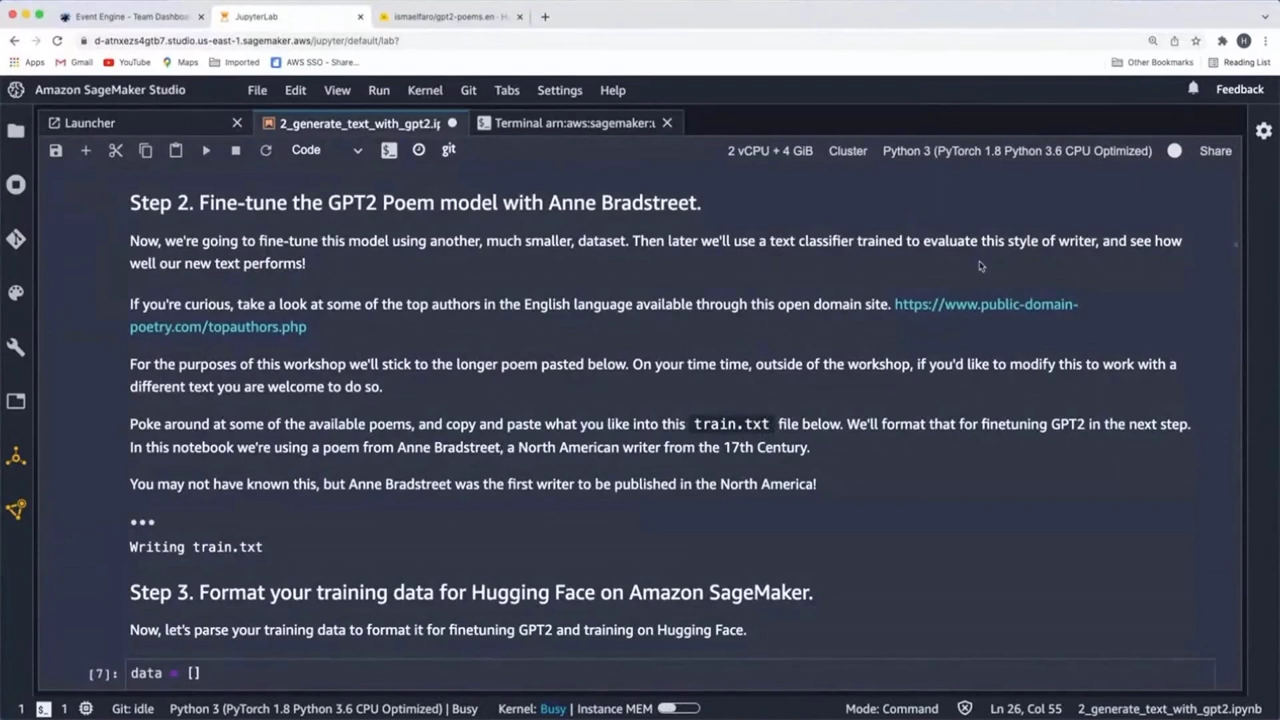 Event Engine - Team Dashboa
JupyterLab
ismaelfaro/gpt2-poems.en - H
d-atnxezs4gtb7.studio.us-east-1.sagemaker.aws/jupyter/default/lab?
H
Apps Gmail YouTube Maps Imported AWS SSO - Share... Other Bookmarks Reading List
Amazon SageMaker Studio File Edit View Run Kernel Git Tabs Settings Help Feedback
Launcher 2_generate_text_with_gpt2.ip Terminal arn:aws:sagemaker:u
Code git 2 vCPU + 4 GiB Cluster Python 3 (PyTorch 1.8 Python 3.6 CPU Optimized) Share
Step 2. Fine-tune the GPT2 Poem model with Anne Bradstreet.
Now, we're going to fine-tune this model using another, much smaller, dataset. Then later we'll use a text classifier trained to evaluate this style of writer, and see how
well our new text performs!
If you're curious, take a look at some of the top authors in the English language available through this open domain site. https://www.public-domain-
poetry.com/topauthors.php
For the purposes of this workshop we'll stick to the longer poem pasted below. On your time time, outside of the workshop, if you'd like to modify this to work with a
different text you are welcome to do so.
Poke around at some of the available poems, and copy and paste what you like into this train.txt file below. We'll format that for finetuning GPT2 in the next step.
In this notebook we're using a poem from Anne Bradstreet, a North American writer from the 17th Century.
You may not have known this, but Anne Bradstreet was the first writer to be published in the North America!
•••
Writing train.txt
Step 3. Format your training data for Hugging Face on Amazon SageMaker.
Now, let's parse your training data to format it for finetuning GPT2 and training on Hugging Face.
[7]: data = []
1 $_ 1 Git: idle Python 3 (PyTorch 1.8 Python 3.6 CPU Optimized) | Busy Kernel: Busy | Instance MEM Mode: Command Ln 26, Col 55 2_generate_text_with_gpt2.ipynb